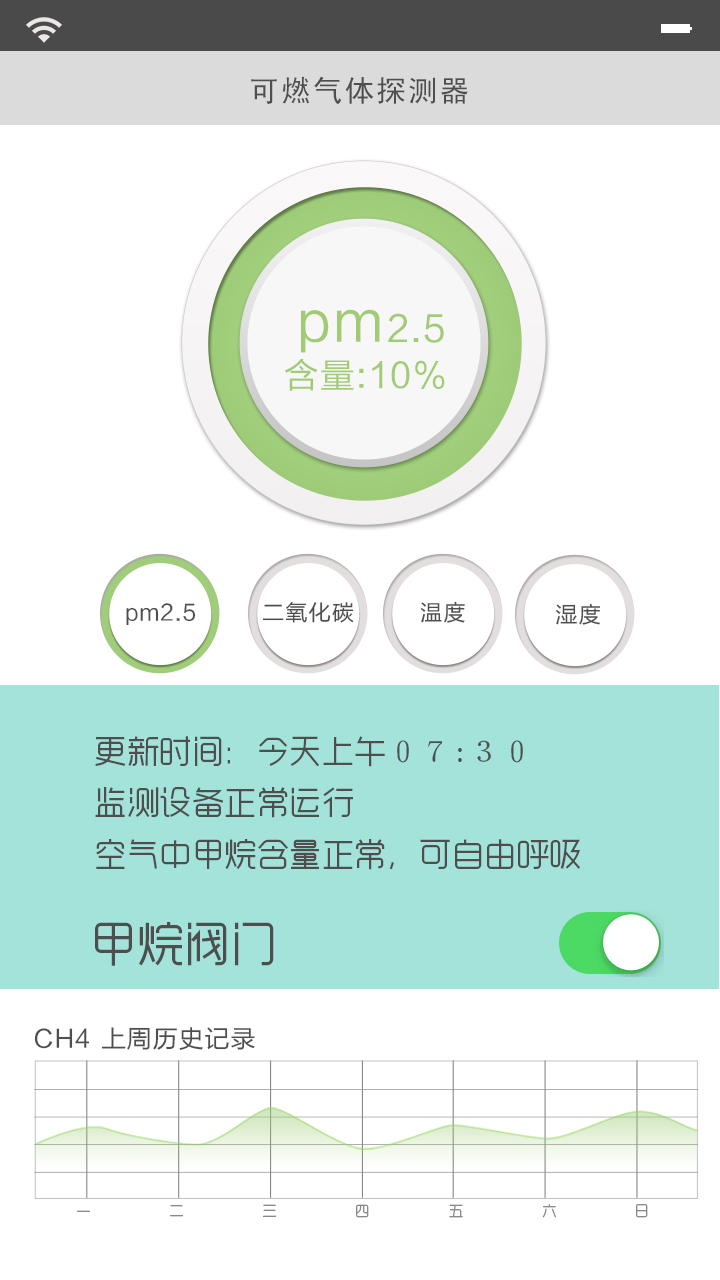 可燃气体探测器
pm2.5
含量:10%
pm2.5
二氧化碳
温度
湿度
更新时间: 今天上午07:30
监测设备正常运行
空气中甲烷含量正常, 可自由呼吸
甲烷阀门
CH4 上周历史记录
一 二 三 四 五 六 日